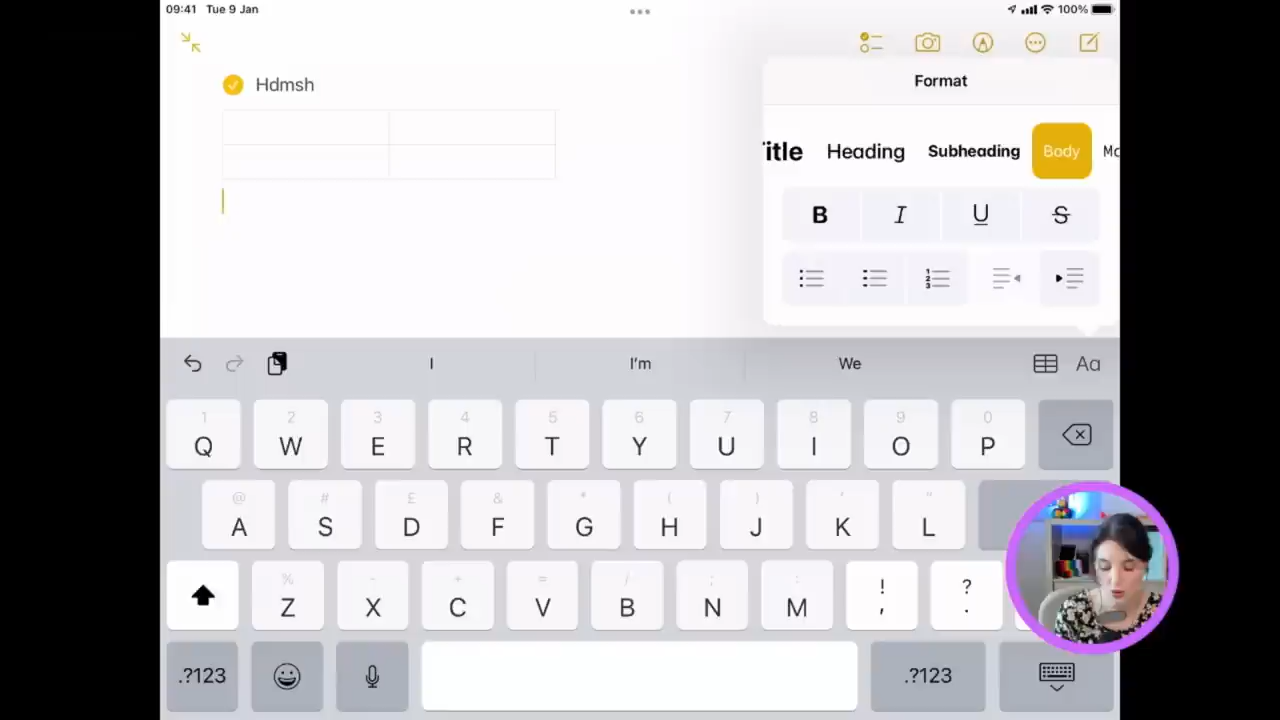 09:41 Tue 9 Jan
100%
Hdmsh
Format
Title Heading Subheading Body Mo
B I U S
I I'm We Aa
1 2 3 4 5 6 7 8 9 0
Q W E R T Y U I O P
@ # £ & * ( ) ' "
A S D F G H J K L
% - + = / ; : ! ?
Z X C V B N M , .
.?123 .?123